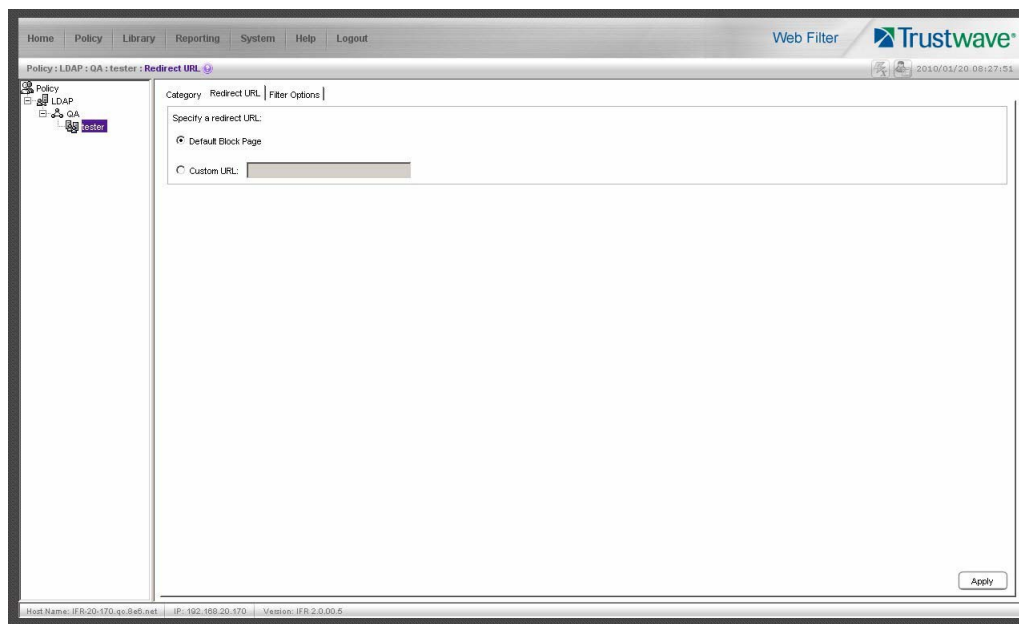 Home Policy Library Reporting System Help Logout
Web Filter
Trustwave®
Policy : LDAP : QA : tester : Redirect URL
2010/01/20 08:27:51
Policy
LDAP
QA
tester
Category Redirect URL Filter Options
Specify a redirect URL:
Default Block Page
Custom URL:
Apply
Host Name: IFR-20-170.qc.8e6.net IP: 192.168.20.170 Version: IFR 2.0.00.5